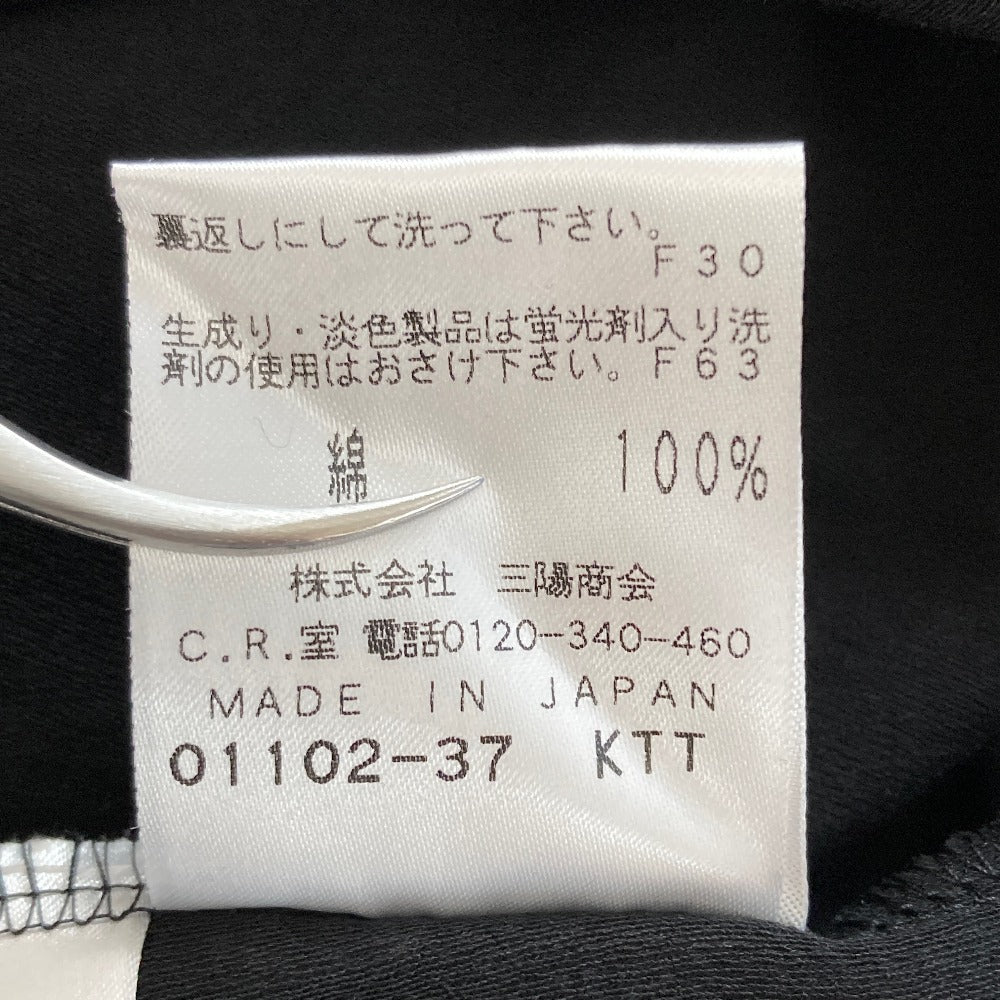 裏返しにして洗って下さい。
F30
生成り・淡色製品は蛍光剤入り洗
剤の使用はおさけ下さい。F63
綿 100%
株式会社 三陽商会
C.R.室 電話0120-340-460
MADE IN JAPAN
01102-37 KTT